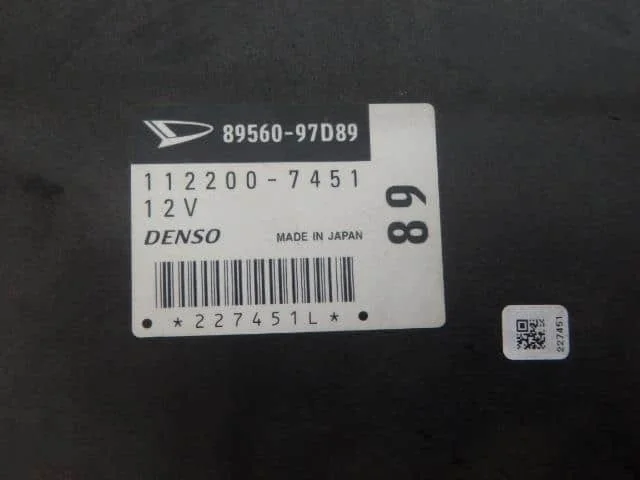 89560-97D89
112200-7451
12V
DENSO MADE IN JAPAN
89
*227451L*
227451